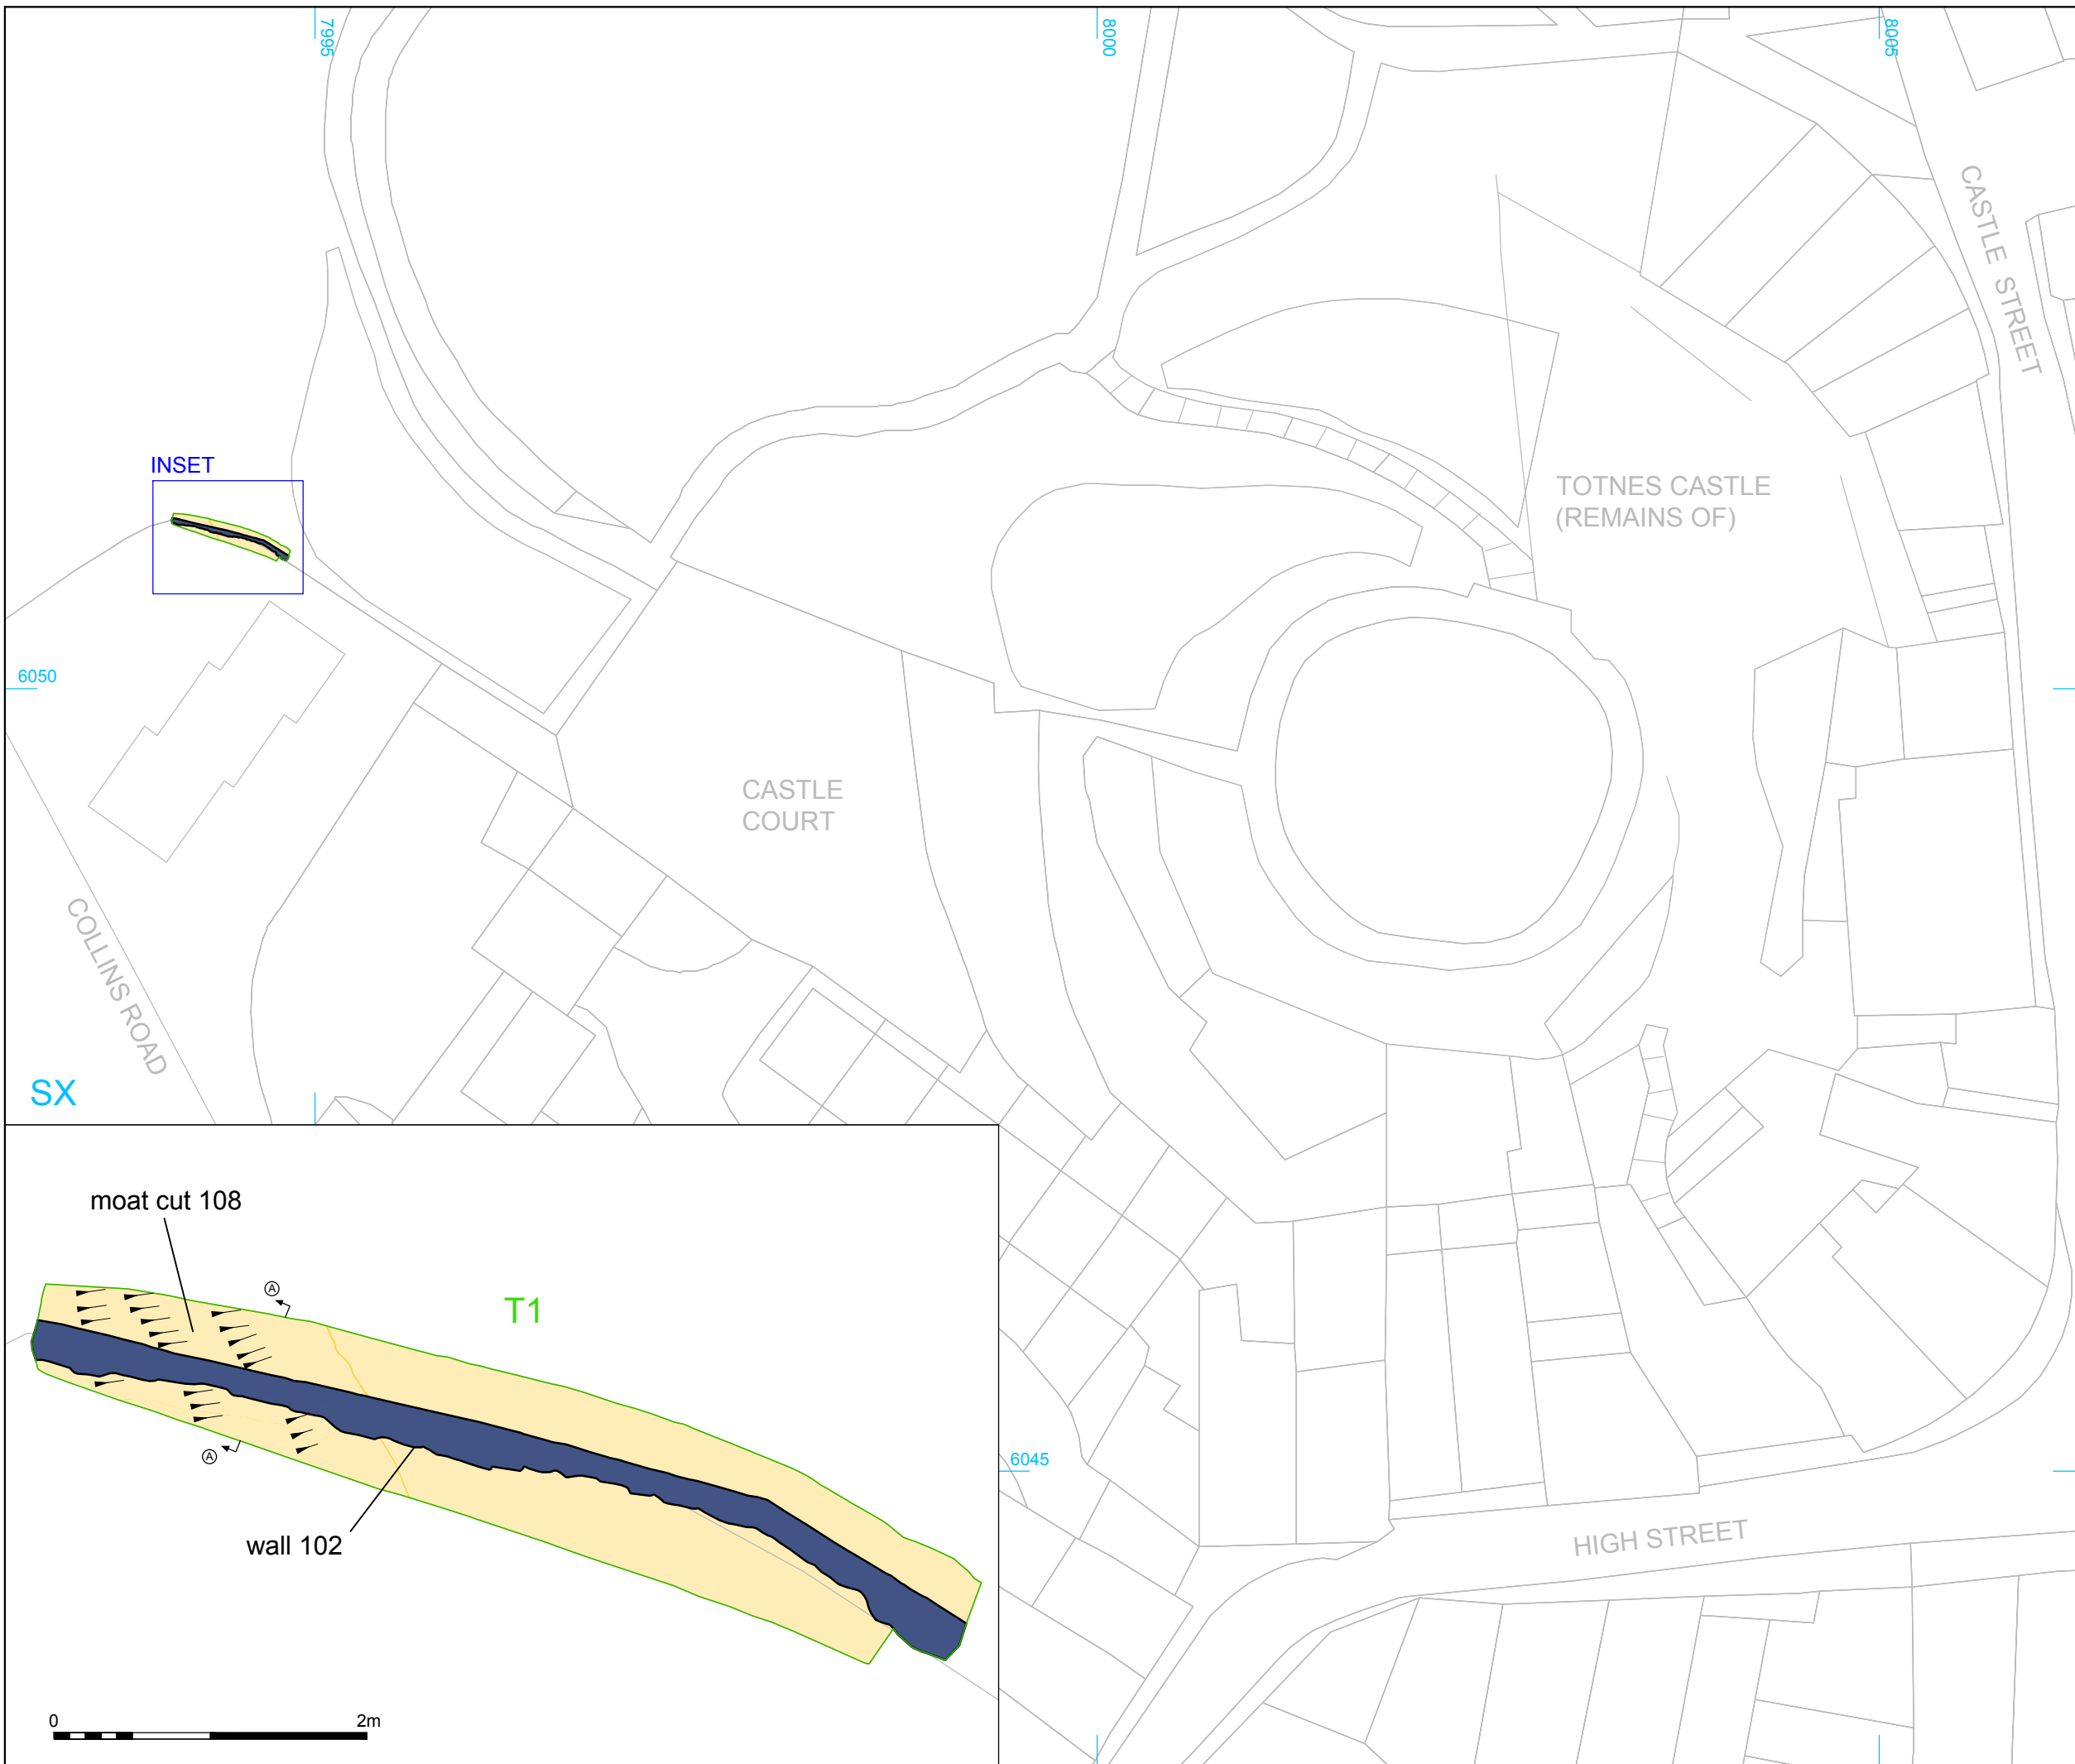 7995
8000
8005
CASTLE STREET
INSET
TOTNES CASTLE
(REMAINS OF)
6050
CASTLE
COURT
COLLINS ROAD
SX
moat cut 108
A
T1
A
wall 102
6045
HIGH STREET
0 2m